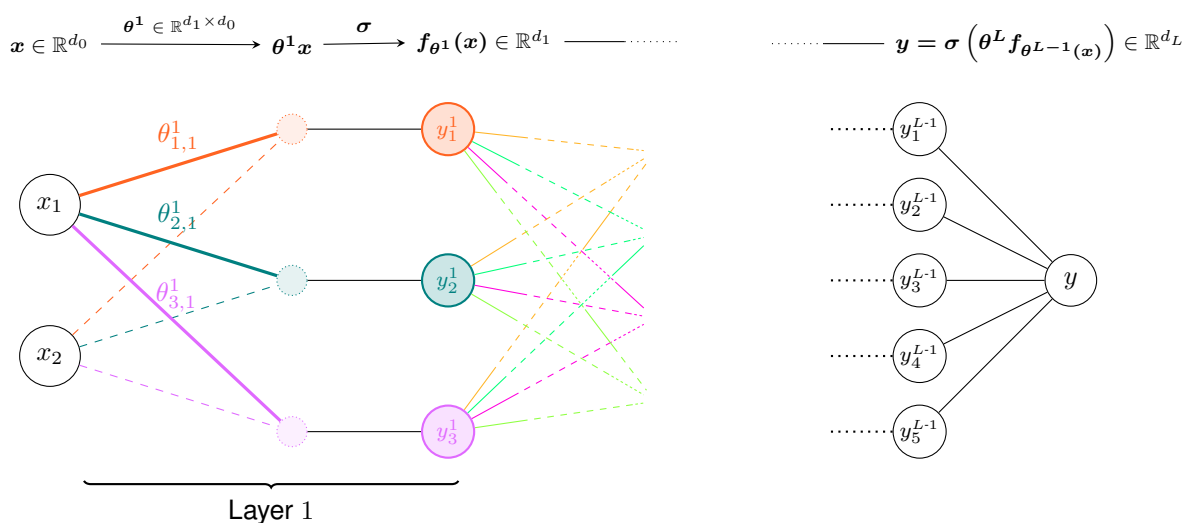 x ∈ ℝ^{d_0} θ^1 ∈ ℝ^{d_1×d_0} θ^1 x σ f_{θ^1}(x) ∈ ℝ^{d_1} y = σ(θ^L f_{θ^{L−1}(x)}) ∈ ℝ^{d_L}
θ^1_{1,1} y^1_1 y^{L-1}_1
x_1 θ^1_{2,1} y^{L-1}_2
θ^1_{3,1} y^1_2 y^{L-1}_3 y
x_2 y^{L-1}_4
y^1_3 y^{L-1}_5
Layer 1